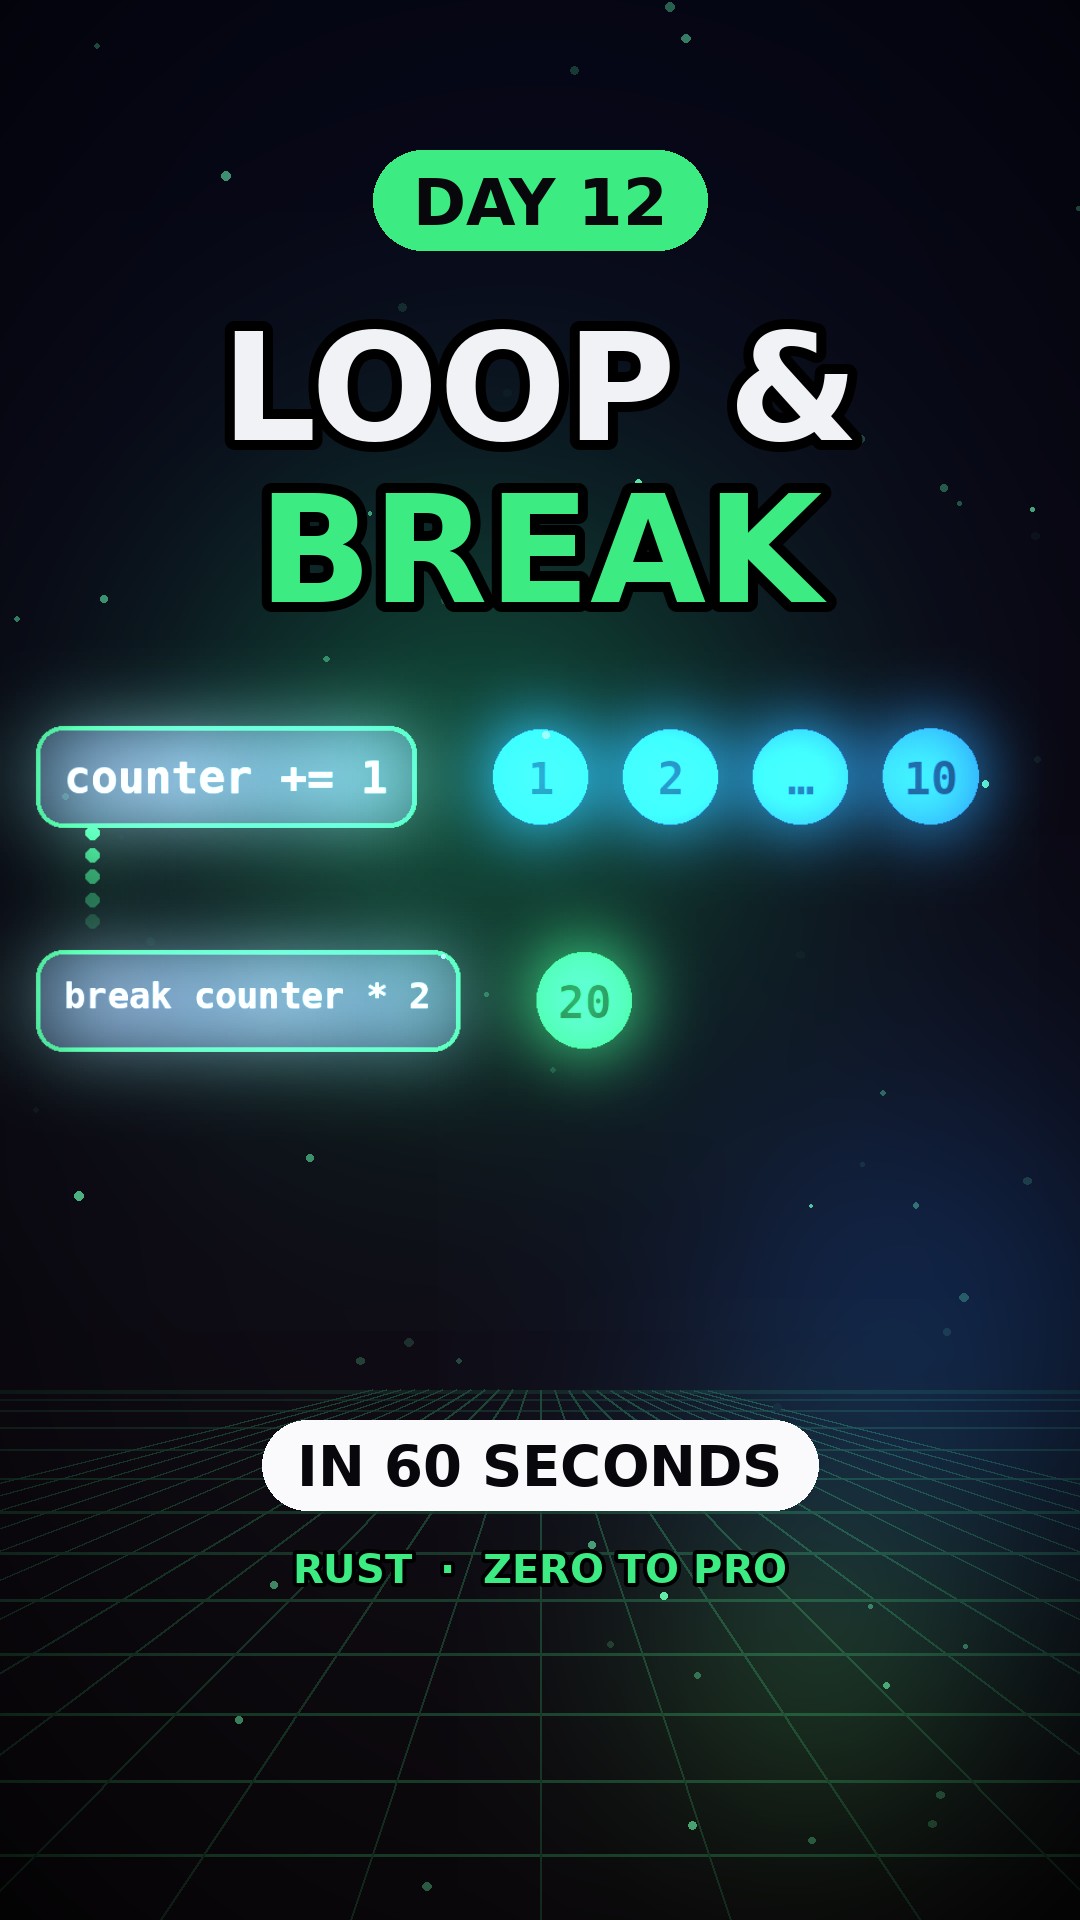 DAY 12
LOOP &
BREAK
counter += 1 1 2 … 10
break counter * 2 20
IN 60 SECONDS
RUST · ZERO TO PRO